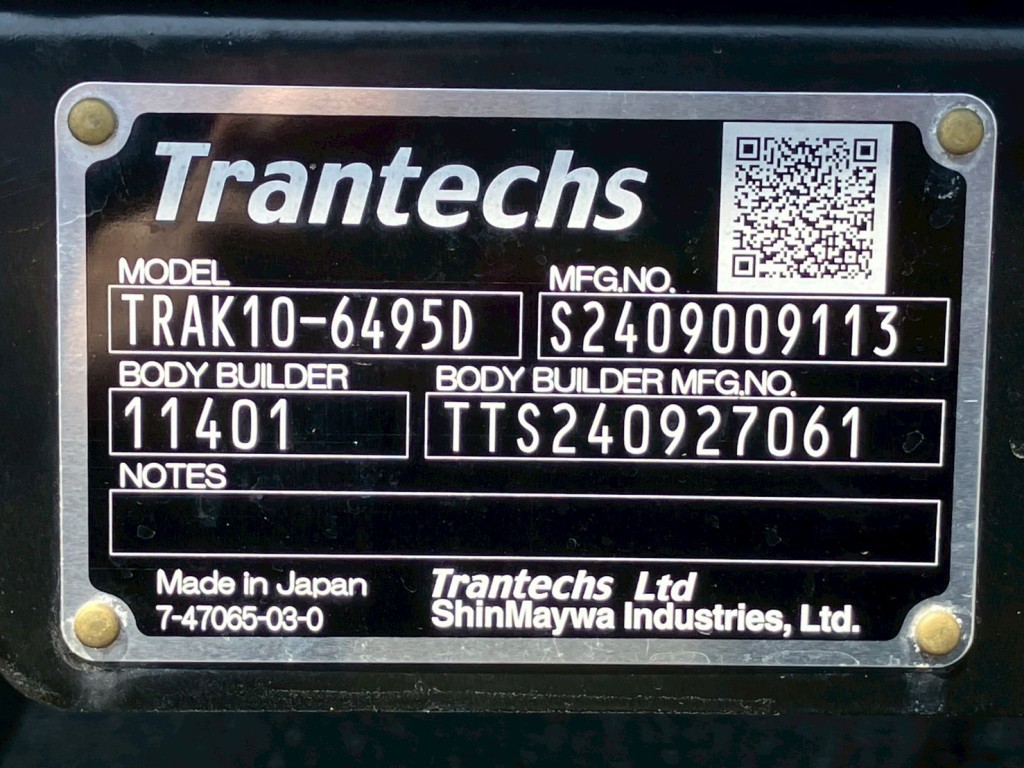 Trantechs
MODEL MFG.NO.
TRAK10-6495D S2409009113
BODY BUILDER BODY BUILDER MFG.NO.
11401 TTS240927061
NOTES
Made in Japan Trantechs Ltd
7-47065-03-0 ShinMaywa Industries, Ltd.